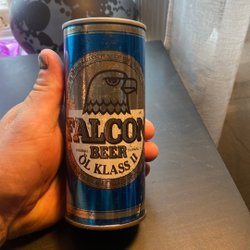 FALCON
BEER
ÖL KLASS II